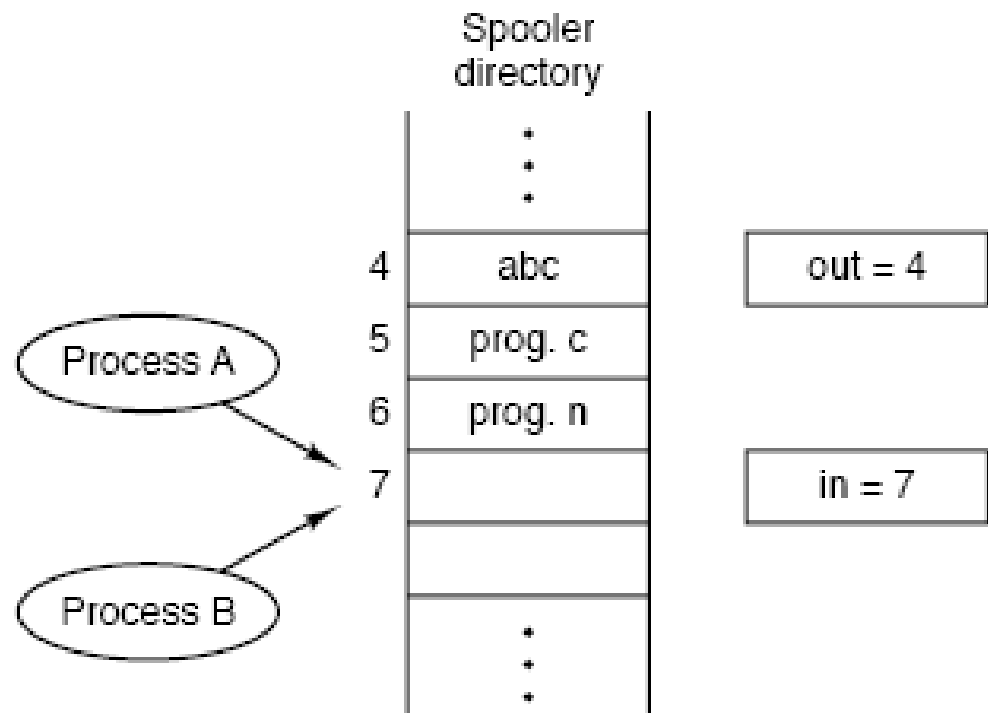 Spooler
directory
4 abc out = 4
Process A
5 prog. c
6 prog. n
7 in = 7
Process B